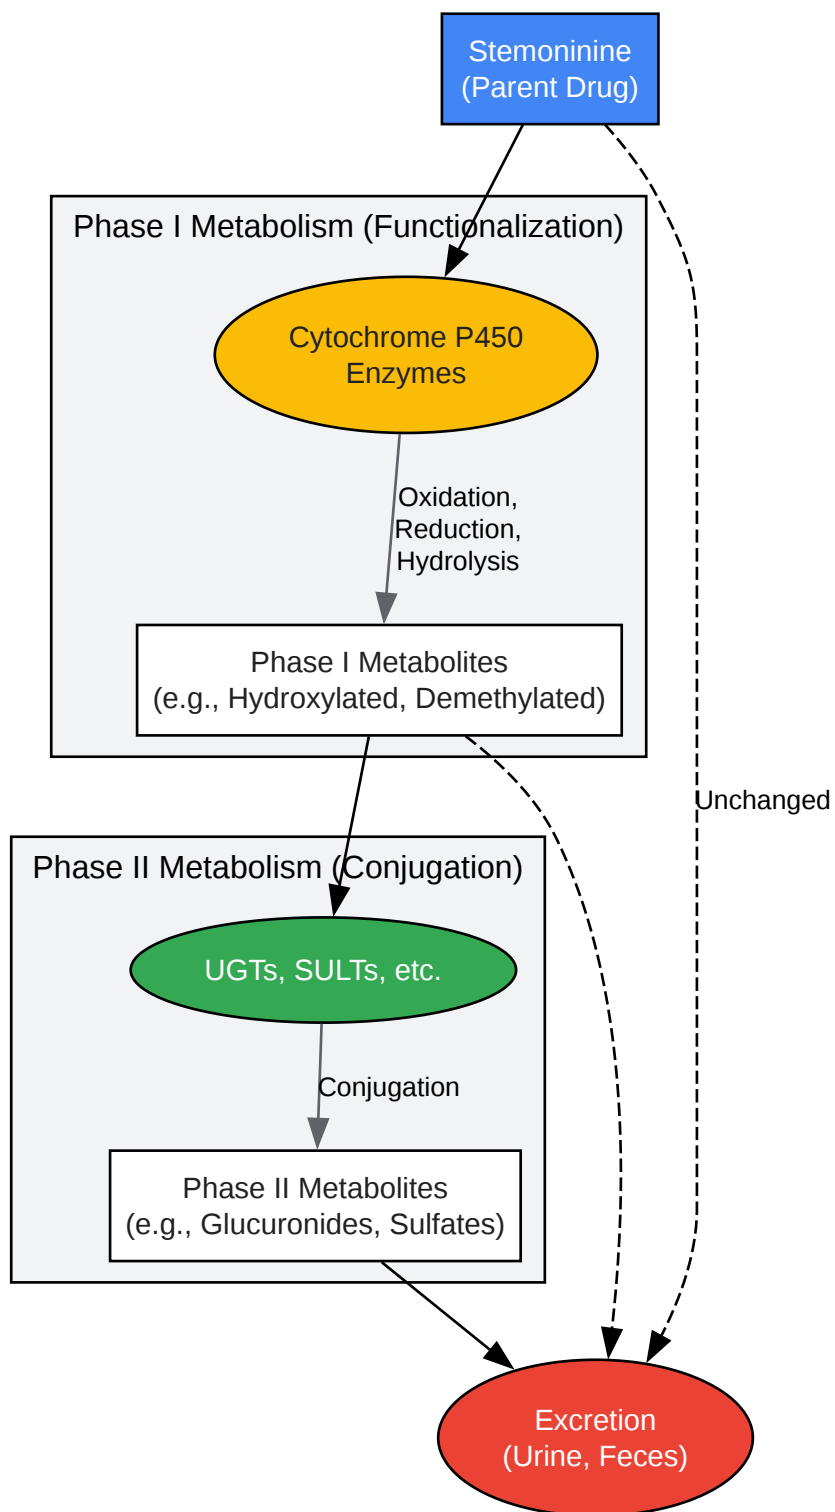 Stemoninine
(Parent Drug)
Phase I Metabolism (Functionalization)
Cytochrome P450
Enzymes
Oxidation,
Reduction,
Hydrolysis
Phase I Metabolites
(e.g., Hydroxylated, Demethylated)
Unchanged
Phase II Metabolism (Conjugation)
UGTs, SULTs, etc.
Conjugation
Phase II Metabolites
(e.g., Glucuronides, Sulfates)
Excretion
(Urine, Feces)